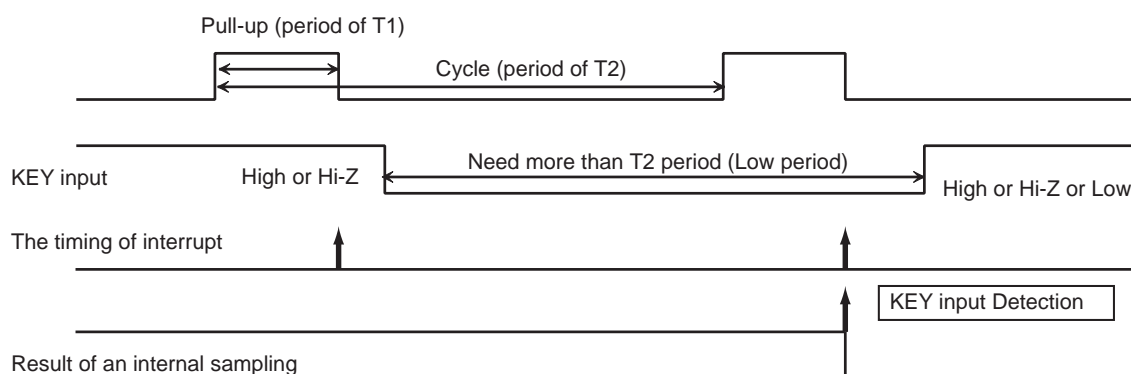 Pull-up (period of T1)
Cycle (period of T2)
Need more than T2 period (Low period)
KEY input
High or Hi-Z
High or Hi-Z or Low
The timing of interrupt
KEY input Detection
Result of an internal sampling